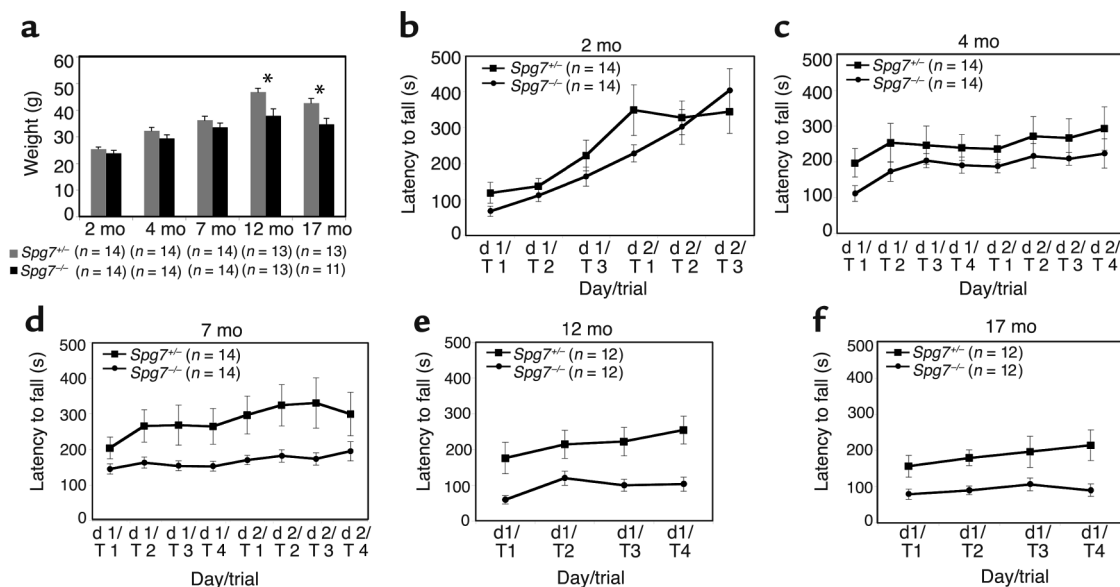 a
Weight (g)
60
50
40
30
20
10
0
* *
2 mo 4 mo 7 mo 12 mo 17 mo
Spg7+/– (n = 14) (n = 14) (n = 14) (n = 13) (n = 13)
Spg7–/– (n = 14) (n = 14) (n = 14) (n = 13) (n = 11)
b
2 mo
Latency to fall (s)
500
400
300
200
100
0
Spg7+/– (n = 14)
Spg7–/– (n = 14)
d 1/ d 1/ d 1/ d 2/ d 2/ d 2/
T 1 T 2 T 3 T 1 T 2 T 3
Day/trial
c
4 mo
Latency to fall (s)
500
400
300
200
100
0
Spg7+/– (n = 14)
Spg7–/– (n = 14)
d 1/ d 1/ d 1/ d 1/ d 2/ d 2/ d 2/ d 2/
T 1 T 2 T 3 T 4 T 1 T 2 T 3 T 4
Day/trial
d
7 mo
Latency to fall (s)
500
400
300
200
100
0
Spg7+/– (n = 14)
Spg7–/– (n = 14)
d 1/ d 1/ d 1/ d 1/ d 2/ d 2/ d 2/ d 2/
T 1 T 2 T 3 T 4 T 1 T 2 T 3 T 4
Day/trial
e
12 mo
Latency to fall (s)
500
400
300
200
100
0
Spg7+/– (n = 12)
Spg7–/– (n = 12)
d1/ d1/ d1/ d1/
T1 T2 T3 T4
Day/trial
f
17 mo
Latency to fall (s)
500
400
300
200
100
0
Spg7+/– (n = 12)
Spg7–/– (n = 12)
d1/ d1/ d1/ d1/
T1 T2 T3 T4
Day/trial